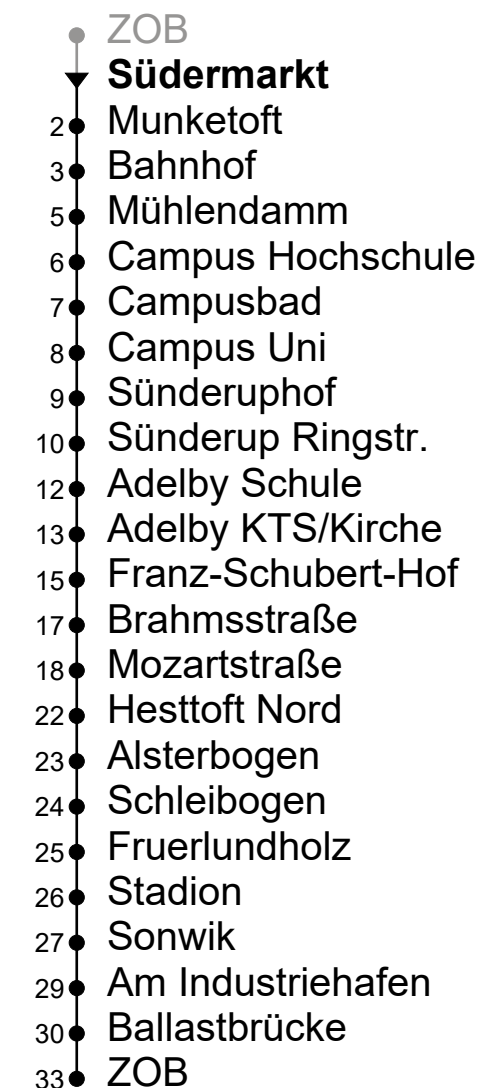 ZOB
Südermarkt
2 Munketoft
3 Bahnhof
5 Mühlendamm
6 Campus Hochschule
7 Campusbad
8 Campus Uni
9 Sünderuphof
10 Sünderup Ringstr.
12 Adelby Schule
13 Adelby KTS/Kirche
15 Franz-Schubert-Hof
17 Brahmsstraße
18 Mozartstraße
22 Hesttoft Nord
23 Alsterbogen
24 Schleibogen
25 Fruerlundholz
26 Stadion
27 Sonwik
29 Am Industriehafen
30 Ballastbrücke
33 ZOB